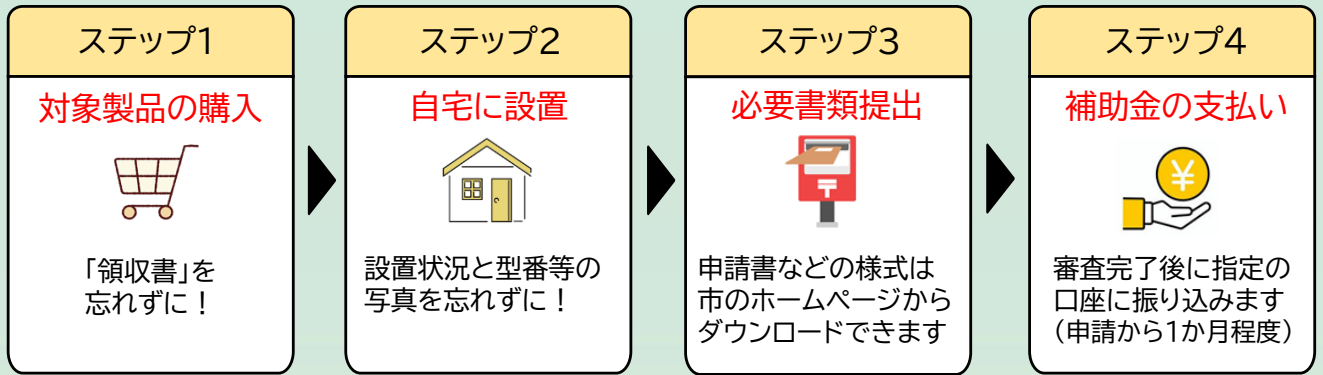 ステップ1
対象製品の購入
「領収書」を
忘れずに！
ステップ2
自宅に設置
設置状況と型番等の
写真を忘れずに！
ステップ3
必要書類提出
〒
申請書などの様式は
市のホームページから
ダウンロードできます
ステップ4
補助金の支払い
¥
審査完了後に指定の
口座に振り込みます
（申請から1か月程度）